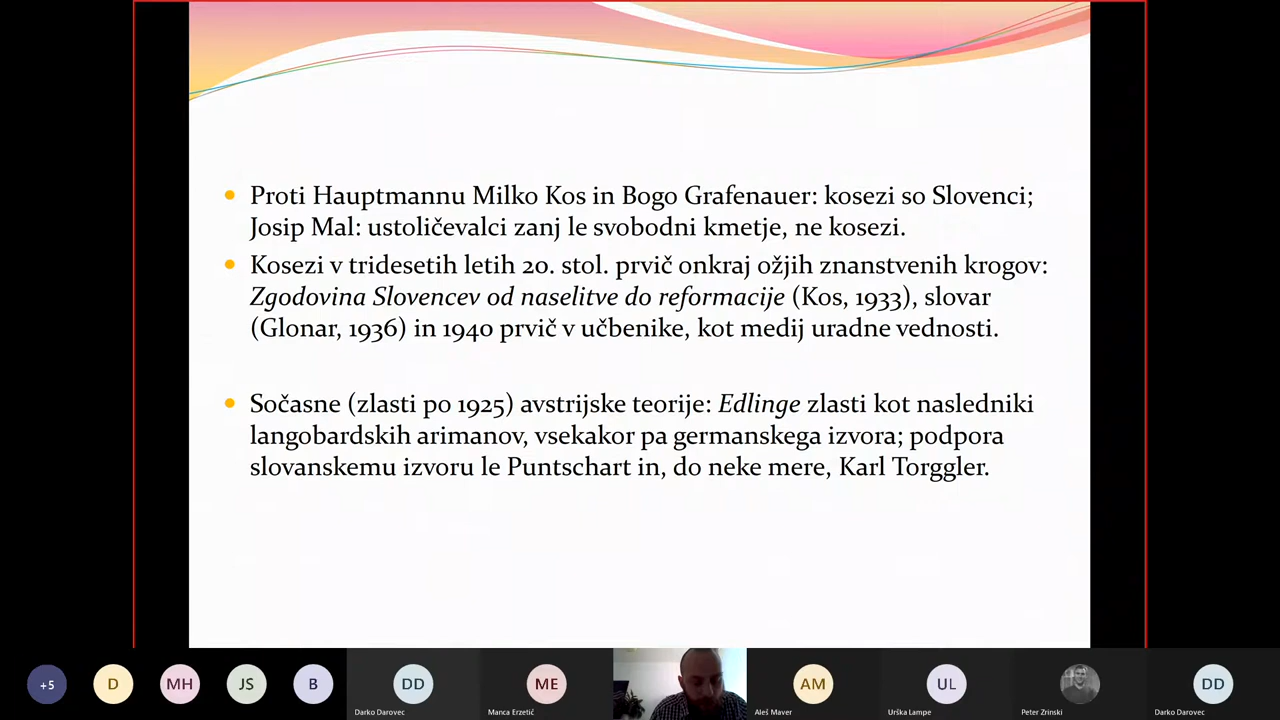 Proti Hauptmannu Milko Kos in Bogo Grafenauer: kosezi so Slovenci;
Josip Mal: ustoličevalci zanj le svobodni kmetje, ne kosezi.
Kosezi v tridesetih letih 20. stol. prvič onkraj ožjih znanstvenih krogov:
Zgodovina Slovencev od naselitve do reformacije (Kos, 1933), slovar
(Glonar, 1936) in 1940 prvič v učbenike, kot medij uradne vednosti.
Sočasne (zlasti po 1925) avstrijske teorije: Edlinge zlasti kot nasledniki
langobardskih arimanov, vsekakor pa germanskega izvora; podpora
slovanskemu izvoru le Puntschart in, do neke mere, Karl Torggler.
+5 D MH JS B DD ME AM UL DD
Darko Darovec Manca Erzetić Aleš Maver Urška Lampe Peter Zrinski Darko Darovec